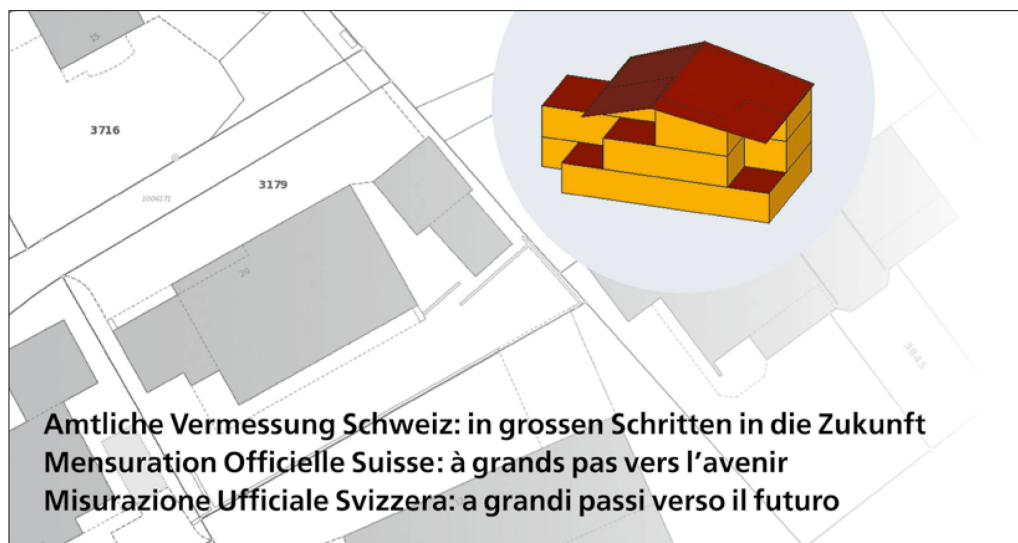 15
3716
3179
1006171
20
3845
Amtliche Vermessung Schweiz: in grossen Schritten in die Zukunft
Mensuration Officielle Suisse: à grands pas vers l’avenir
Misurazione Ufficiale Svizzera: a grandi passi verso il futuro